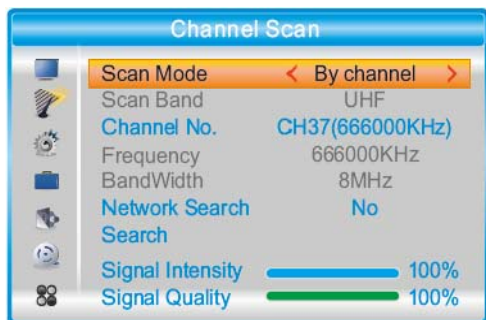 Channel Scan
Scan Mode < By channel >
Scan Band UHF
Channel No. CH37(666000KHz)
Frequency 666000KHz
BandWidth 8MHz
Network Search No
Search
Signal Intensity 100%
Signal Quality 100%